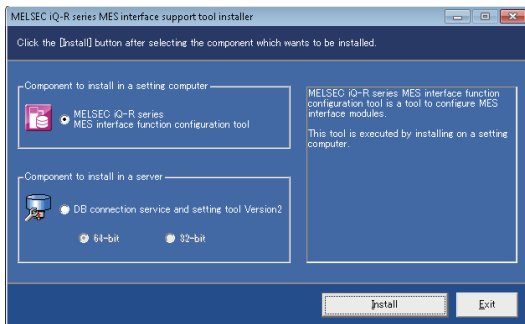 MELSEC iQ-R series MES interface support tool installer
Click the [Install] button after selecting the component which wants to be installed.
Component to install in a setting computer
MELSEC iQ-R series
MES interface function configuration tool
Component to install in a server
DB connection service and setting tool Version2
64-bit
32-bit
MELSEC iQ-R series MES interface function
configuration tool is a tool to configure MES
interface modules.
This tool is executed by installing on a setting
computer.
Install
Exit